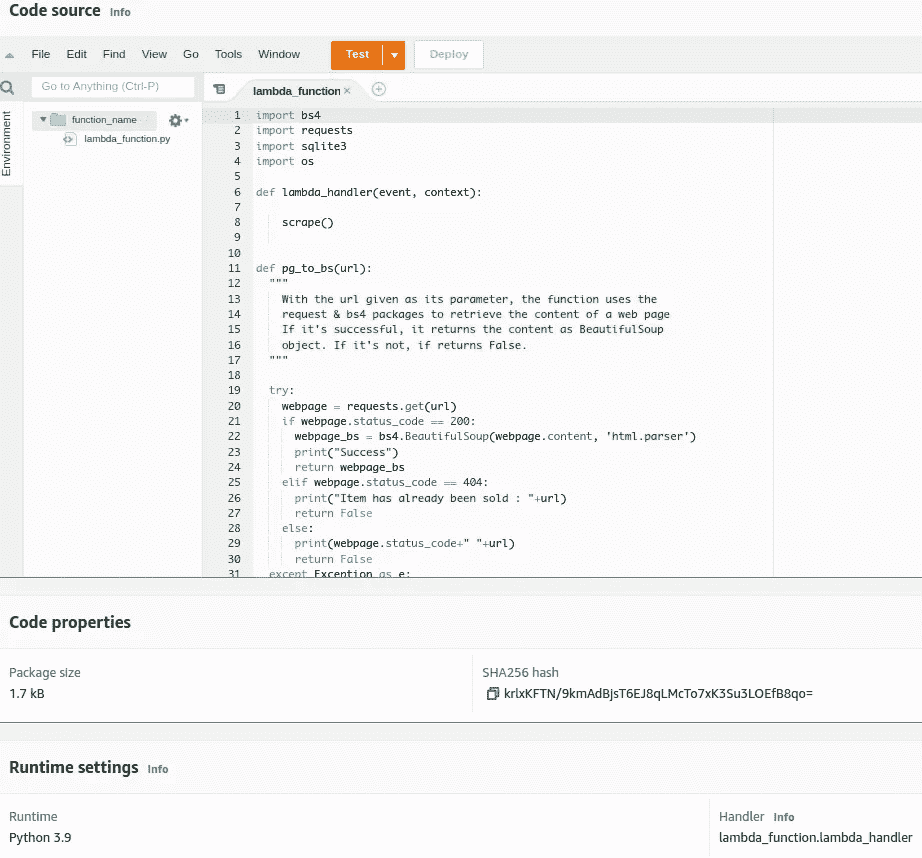 Code source Info
File Edit Find View Go Tools Window Test Deploy
Go to Anything (Ctrl-P)
lambda_function
Environment
function_name
lambda_function.py
1 import bs4
2 import requests
3 import sqlite3
4 import os
5
6 def lambda_handler(event, context):
7
8 scrape()
9
10
11 def pg_to_bs(url):
12 """
13 With the url given as its parameter, the function uses the
14 request & bs4 packages to retrieve the content of a web page
15 If it's successful, it returns the content as BeautifulSoup
16 object. If it's not, if returns False.
17 """
18
19 try:
20 webpage = requests.get(url)
21 if webpage.status_code == 200:
22 webpage_bs = bs4.BeautifulSoup(webpage.content, 'html.parser')
23 print("Success")
24 return webpage_bs
25 elif webpage.status_code == 404:
26 print("Item has already been sold : "+url)
27 return False
28 else:
29 print(webpage.status_code+" "+url)
30 return False
31 except Exception as e:
Code properties
Package size
1.7 kB
SHA256 hash
krlxKFTN/9kmAdBjsT6EJ8qLMcTo7xK3Su3LOEfB8qo=
Runtime settings Info
Runtime
Python 3.9
Handler Info
lambda_function.lambda_handler